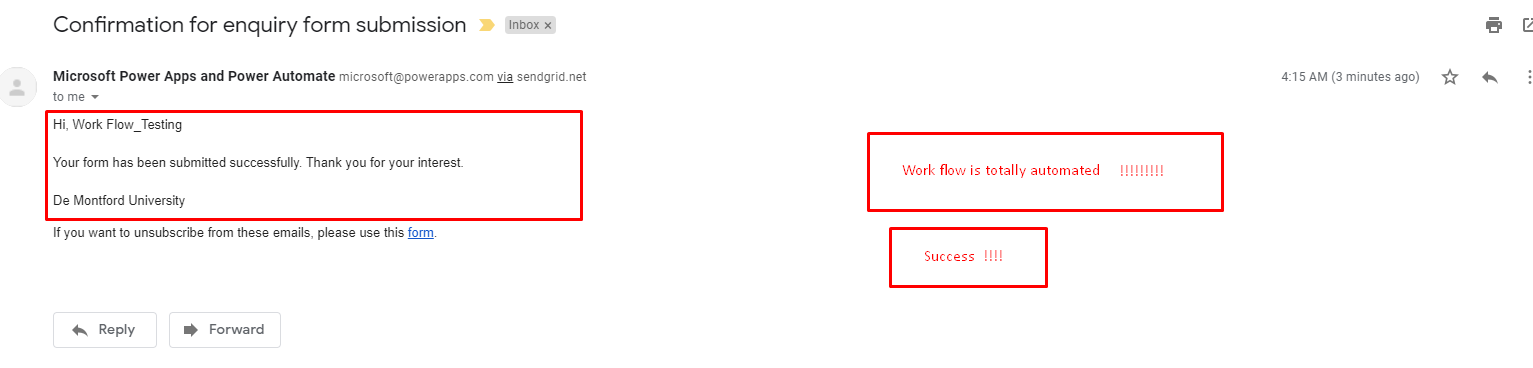 Confirmation for enquiry form submission
Inbox ×
Microsoft Power Apps and Power Automate microsoft@powerapps.com via sendgrid.net
4:15 AM (3 minutes ago)
to me
Hi, Work Flow_Testing
Your form has been submitted successfully. Thank you for your interest.
De Montford University
If you want to unsubscribe from these emails, please use this form.
Work flow is totally automated !!!!!!!!!
Success !!!!
Reply
Forward